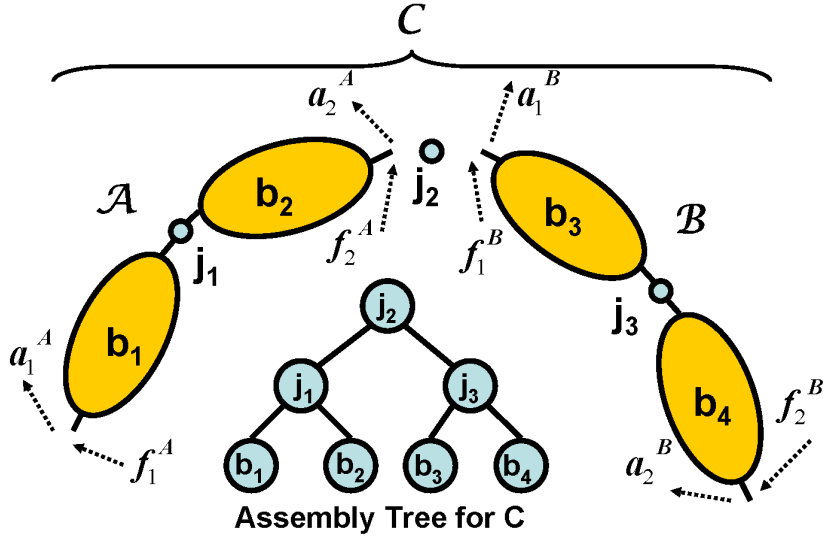 C
a₂ᴬ
a₁ᴮ
A
b₂
j₂
b₃
B
f₂ᴬ
f₁ᴮ
j₁
j₃
b₁
b₄
a₁ᴬ
f₁ᴬ
a₂ᴮ
f₂ᴮ
j₂
j₁ j₃
b₁ b₂ b₃ b₄
Assembly Tree for C